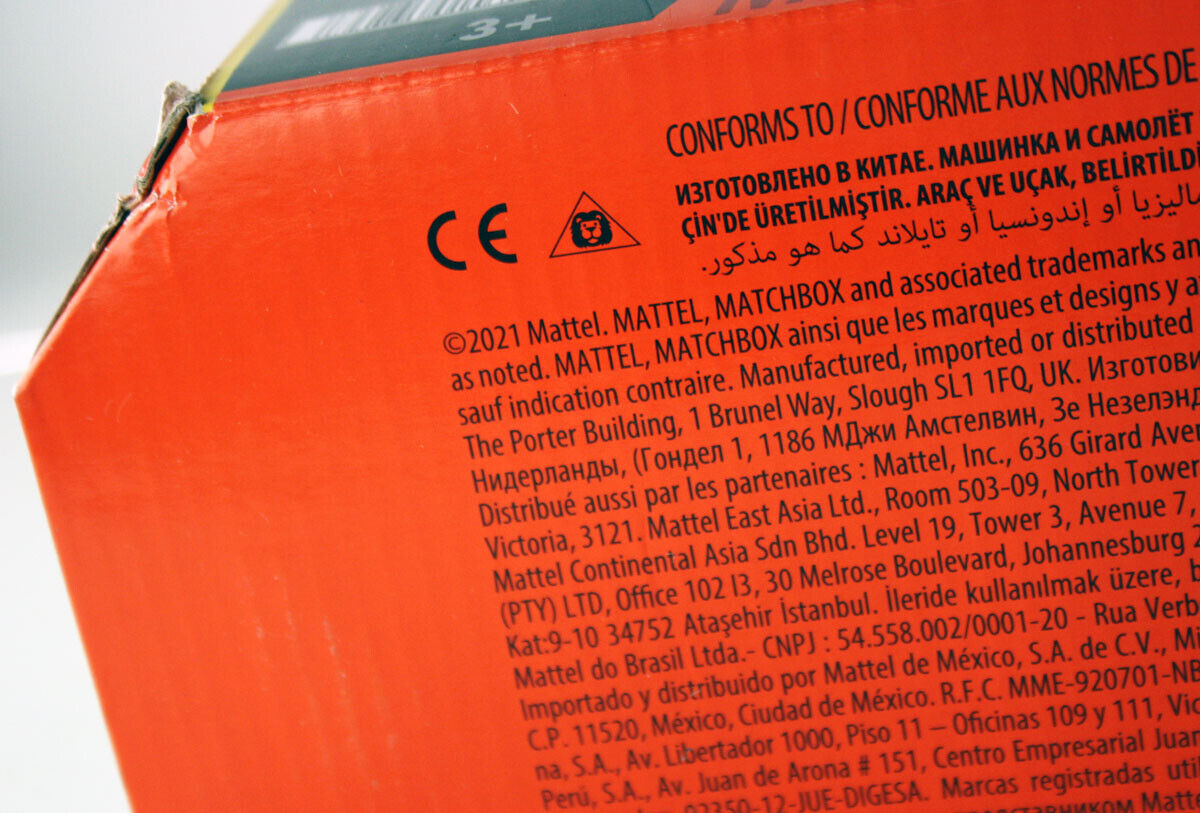 3+
CONFORMS TO / CONFORME AUX NORMES DE
ИЗГОТОВЛЕНО В КИТАЕ. МАШИНКА И САМОЛЁТ
ÇİN'DE ÜRETİLMİŞTİR. ARAÇ VE UÇAK, BELİRTİLDİ
ماليزيا أو إندونسيا أو تايلاند كما هو مذكور.
CE
©2021 Mattel. MATTEL, MATCHBOX and associated trademarks an
as noted. MATTEL, MATCHBOX ainsi que les marques et designs y a
sauf indication contraire. Manufactured, imported or distributed
The Porter Building, 1 Brunel Way, Slough SL1 1FQ, UK. Изготови
Нидерланды, (Гондел 1, 1186 МДжи Амстелвин, Зе Незелэнд
Distribué aussi par les partenaires : Mattel, Inc., 636 Girard Aven
Victoria, 3121. Mattel East Asia Ltd., Room 503-09, North Tower
Mattel Continental Asia Sdn Bhd. Level 19, Tower 3, Avenue 7,
(PTY) LTD, Office 102 I3, 30 Melrose Boulevard, Johannesburg 2
Kat:9-10 34752 Ataşehir İstanbul. İleride kullanılmak üzere, b
Mattel do Brasil Ltda.- CNPJ : 54.558.002/0001-20 - Rua Verb
Importado y distribuido por Mattel de México, S.A. de C.V., Mi
C.P. 11520, México, Ciudad de México. R.F.C. MME-920701-NB
na, S.A., Av. Libertador 1000, Piso 11 – Oficinas 109 y 111, Vic
Perú, S.A., Av. Juan de Arona # 151, Centro Empresarial Juan
02350-12-JUE-DIGESA. Marcas registradas util
Matte